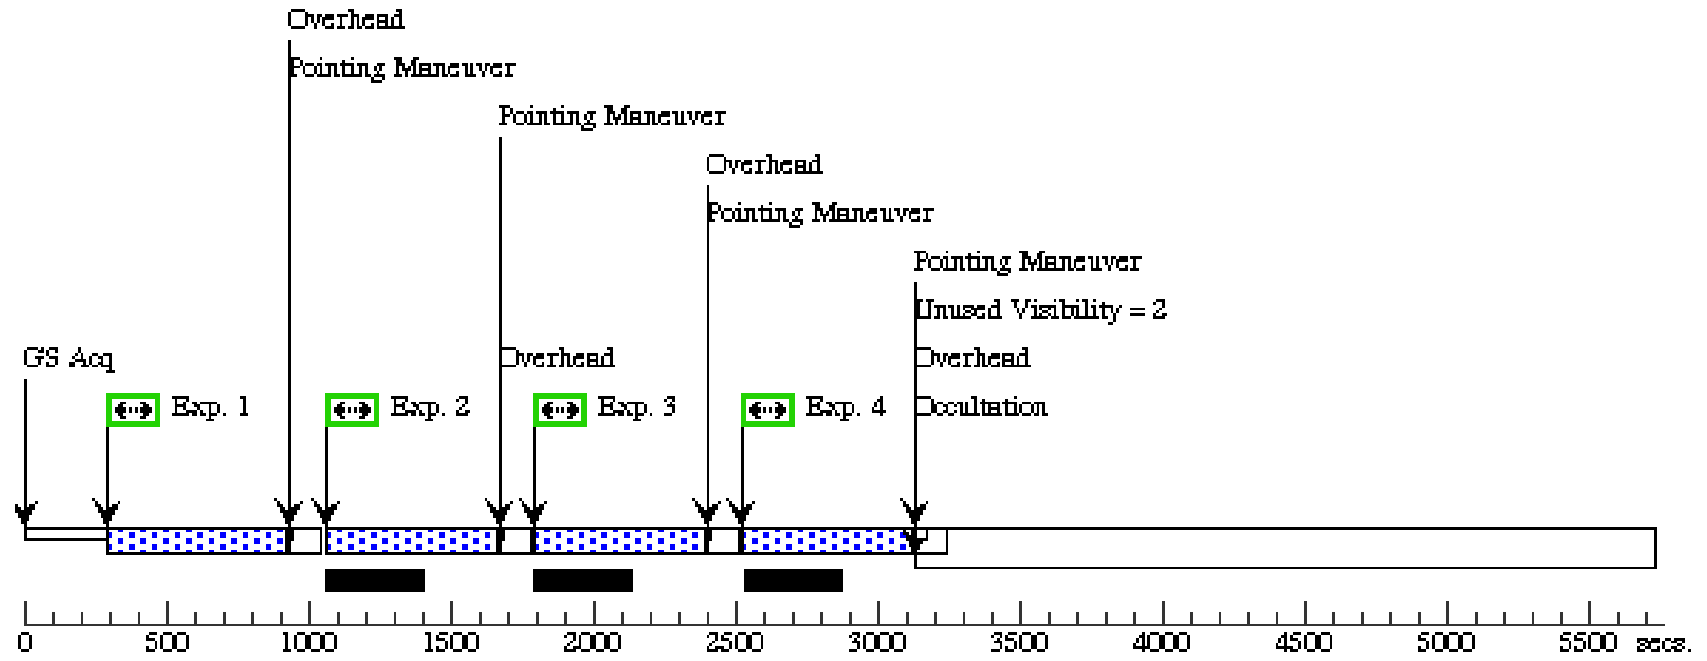 Overhead
Pointing Maneuver
Pointing Maneuver
Overhead
Pointing Maneuver
Pointing Maneuver
Unused Visibility = 2
GS Acq
Overhead
Overhead
Exp. 1
Exp. 2
Exp. 3
Exp. 4
Occultation
0 500 1000 1500 2000 2500 3000 3500 4000 4500 5000 5500 secs.